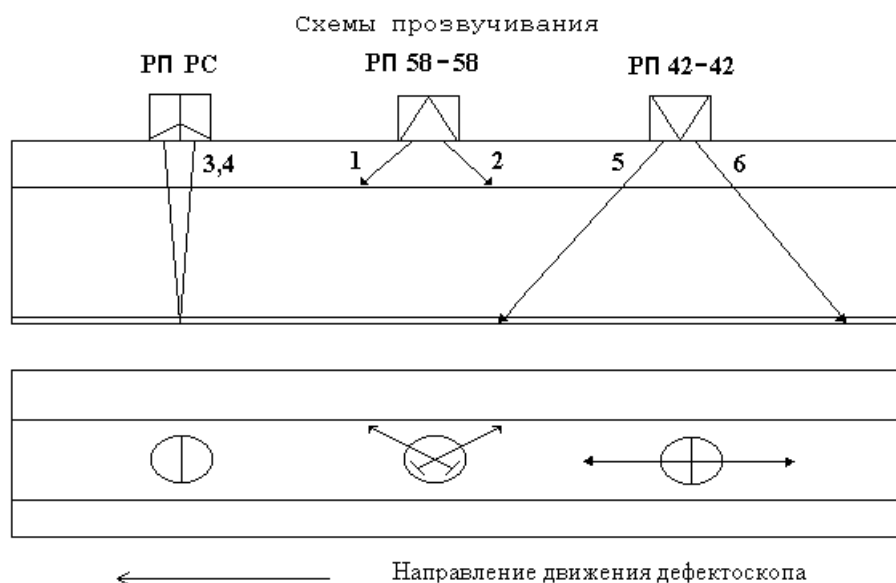 Схемы прозвучивания
РП РС
РП 58-58
РП 42-42
3,4
1
2
5
6
Направление движения дефектоскопа